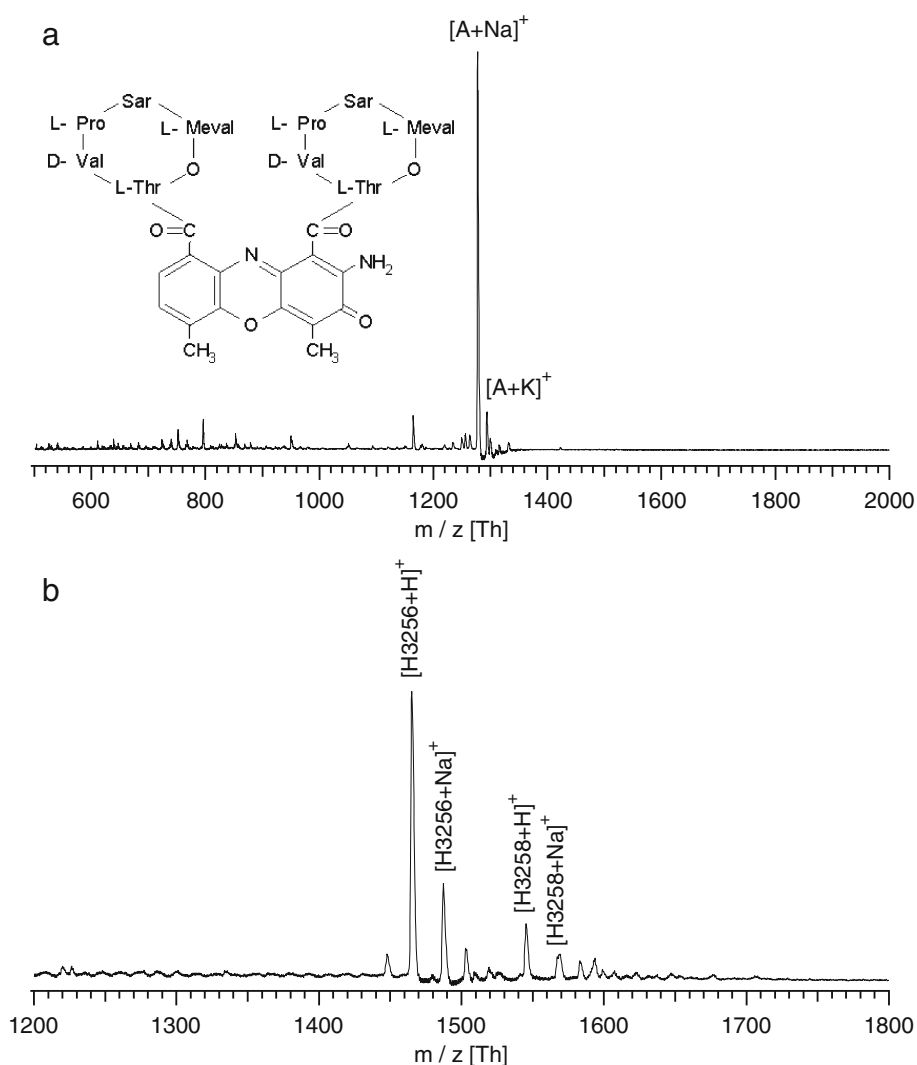 a
[A+Na]+
Sar Sar
L- Pro L- Meval L- Pro L- Meval
D- Val O D- Val O
L-Thr L-Thr
O=C C=O
N NH2
O O
CH3 CH3
[A+K]+
600 800 1000 1200 1400 1600 1800 2000
m / z [Th]
b
[H3256+H]+
[H3256+Na]+
[H3258+H]+
[H3258+Na]+
1200 1300 1400 1500 1600 1700 1800
m / z [Th]